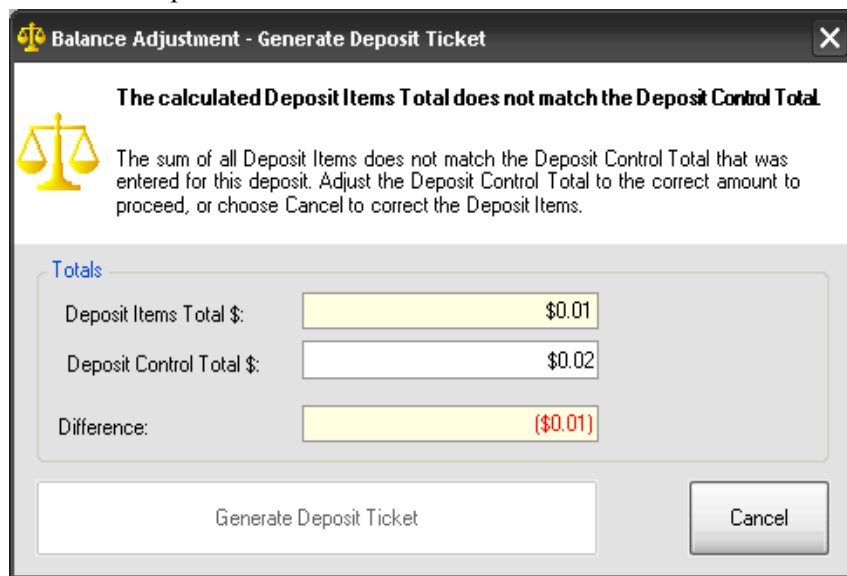 Balance Adjustment - Generate Deposit Ticket
The calculated Deposit Items Total does not match the Deposit Control Total.
The sum of all Deposit Items does not match the Deposit Control Total that was
entered for this deposit. Adjust the Deposit Control Total to the correct amount to
proceed, or choose Cancel to correct the Deposit Items.
Totals
Deposit Items Total $: $0.01
Deposit Control Total $: $0.02
Difference: ($0.01)
Generate Deposit Ticket Cancel